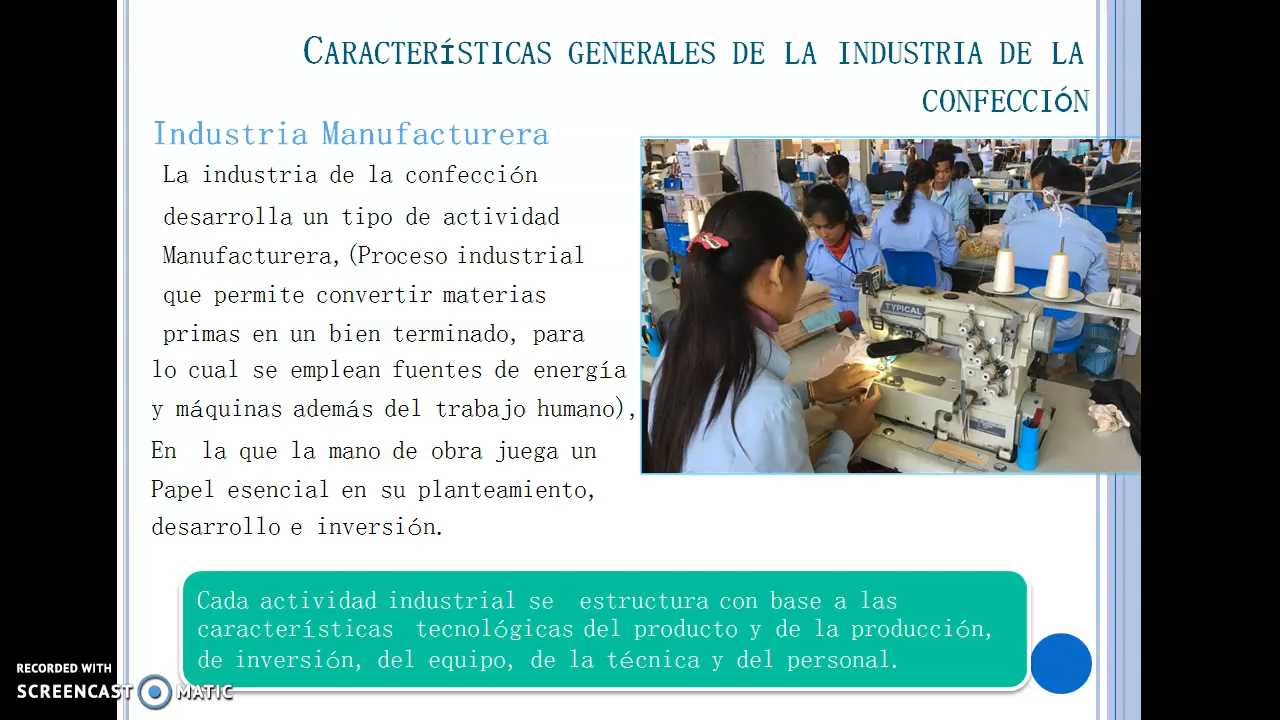 CARACTERÍSTICAS GENERALES DE LA INDUSTRIA DE LA
CONFECCIÓN
Industria Manufacturera
La industria de la confección
desarrolla un tipo de actividad
Manufacturera,(Proceso industrial
que permite convertir materias
primas en un bien terminado, para
lo cual se emplean fuentes de energía
y máquinas además del trabajo humano),
En la que la mano de obra juega un
Papel esencial en su planteamiento,
desarrollo e inversión.
TYPICAL
Cada actividad industrial se estructura con base a las
características tecnológicas del producto y de la producción,
de inversión, del equipo, de la técnica y del personal.
RECORDED WITH
SCREENCAST MATIC